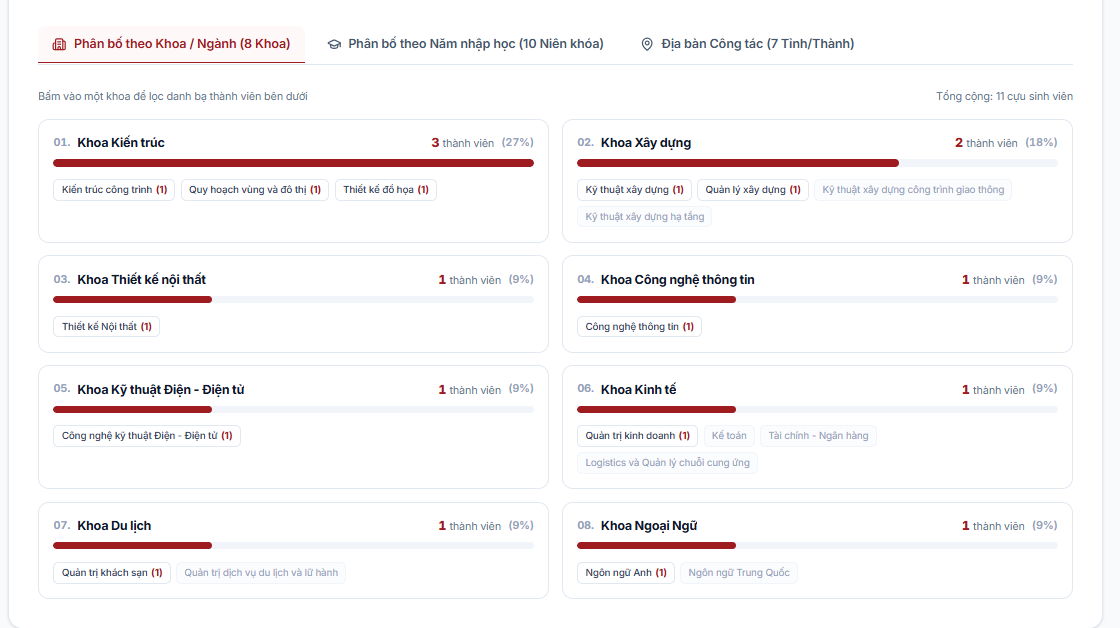 Phân bố theo Khoa / Ngành (8 Khoa) Phân bố theo Năm nhập học (10 Niên khóa) Địa bàn Công tác (7 Tỉnh/Thành)
Bấm vào một khoa để lọc danh bạ thành viên bên dưới Tổng cộng: 11 cựu sinh viên
01. Khoa Kiến trúc 3 thành viên (27%)
Kiến trúc công trình (1) Quy hoạch vùng và đô thị (1) Thiết kế đồ họa (1)
02. Khoa Xây dựng 2 thành viên (18%)
Kỹ thuật xây dựng (1) Quản lý xây dựng (1) Kỹ thuật xây dựng công trình giao thông
Kỹ thuật xây dựng hạ tầng
03. Khoa Thiết kế nội thất 1 thành viên (9%)
Thiết kế Nội thất (1)
04. Khoa Công nghệ thông tin 1 thành viên (9%)
Công nghệ thông tin (1)
05. Khoa Kỹ thuật Điện - Điện tử 1 thành viên (9%)
Công nghệ kỹ thuật Điện - Điện tử (1)
06. Khoa Kinh tế 1 thành viên (9%)
Quản trị kinh doanh (1) Kế toán Tài chính - Ngân hàng
Logistics và Quản lý chuỗi cung ứng
07. Khoa Du lịch 1 thành viên (9%)
Quản trị khách sạn (1) Quản trị dịch vụ du lịch và lữ hành
08. Khoa Ngoại Ngữ 1 thành viên (9%)
Ngôn ngữ Anh (1) Ngôn ngữ Trung Quốc